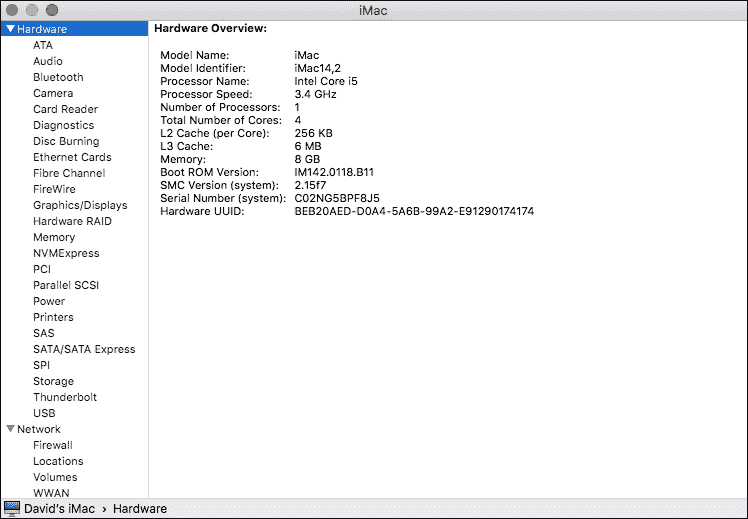 iMac
Hardware
ATA
Audio
Bluetooth
Camera
Card Reader
Diagnostics
Disc Burning
Ethernet Cards
Fibre Channel
FireWire
Graphics/Displays
Hardware RAID
Memory
NVMExpress
PCI
Parallel SCSI
Power
Printers
SAS
SATA/SATA Express
SPI
Storage
Thunderbolt
USB
Network
Firewall
Locations
Volumes
WWAN
Hardware Overview:
Model Name: iMac
Model Identifier: iMac14,2
Processor Name: Intel Core i5
Processor Speed: 3.4 GHz
Number of Processors: 1
Total Number of Cores: 4
L2 Cache (per Core): 256 KB
L3 Cache: 6 MB
Memory: 8 GB
Boot ROM Version: IM142.0118.B11
SMC Version (system): 2.15f7
Serial Number (system): C02NG5BPF8J5
Hardware UUID: BEB20AED-D0A4-5A6B-99A2-E91290174174
David's iMac › Hardware